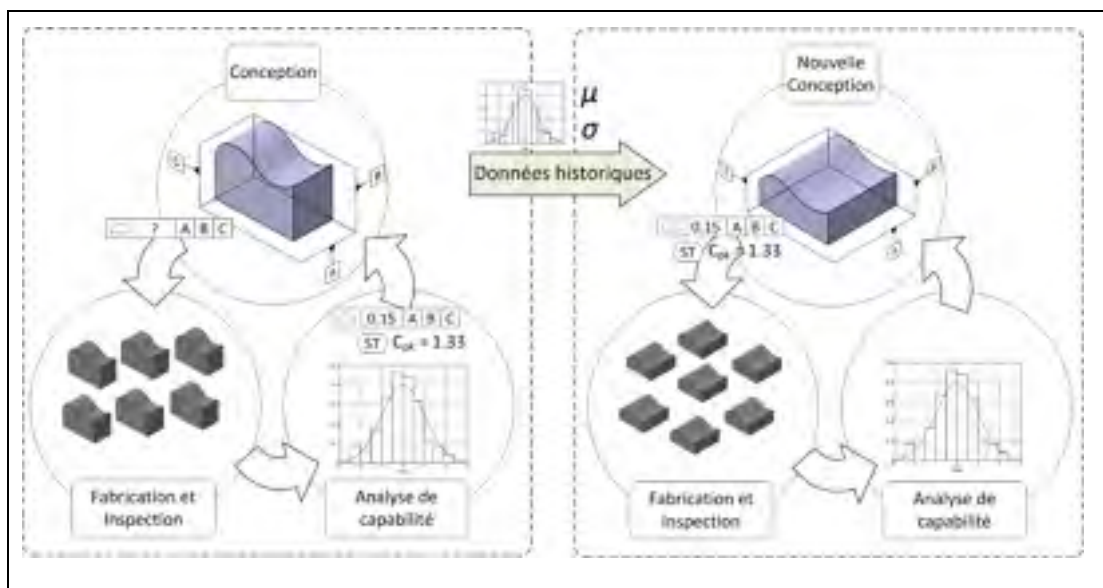 Conception
C
B
? A B C
A
0.15 A B C
ST Cpk = 1.33
Fabrication et
Inspection
Analyse de
capabilité
μ
σ
Données historiques
Nouvelle
Conception
0.15 A B C
ST Cpk = 1.33
Fabrication et
Inspection
Analyse de
capabilité